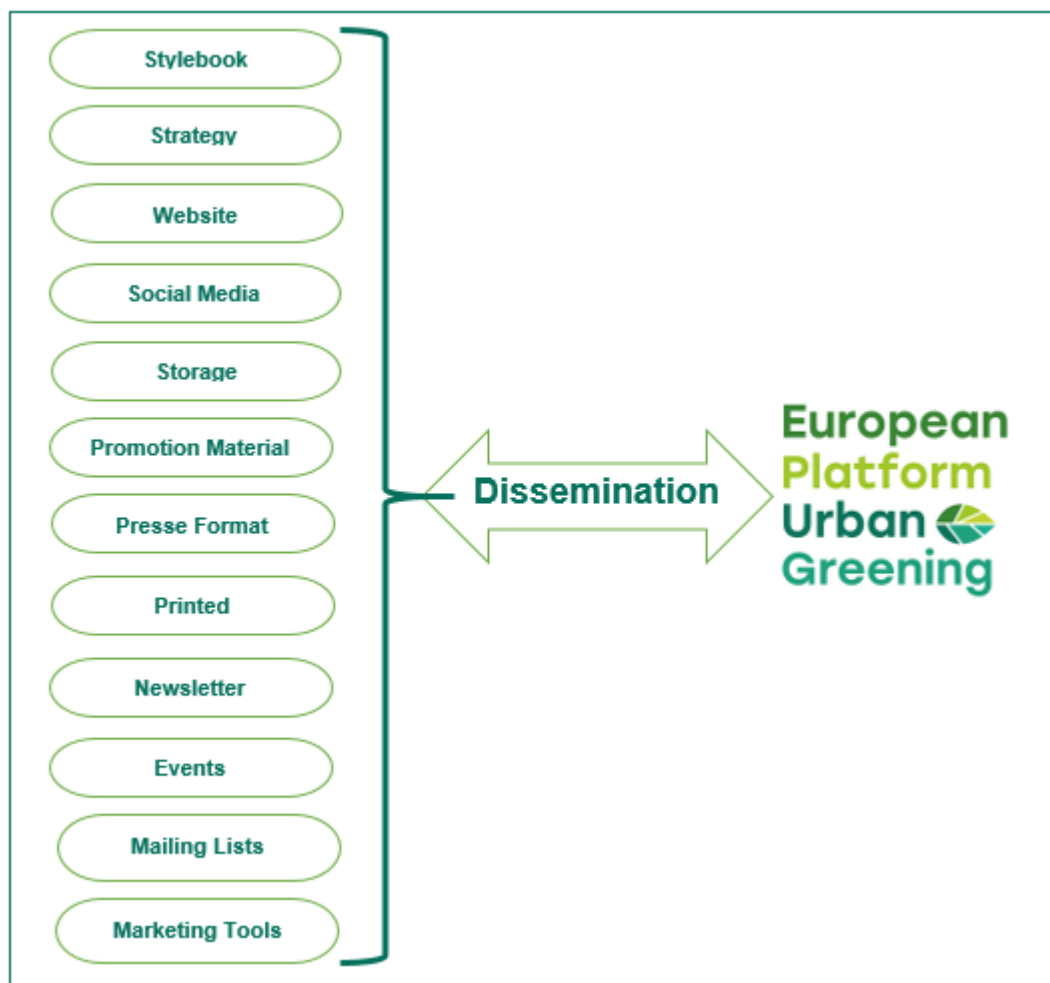 Stylebook
Strategy
Website
Social Media
Storage
Promotion Material
Presse Format
Printed
Newsletter
Events
Mailing Lists
Marketing Tools
Dissemination
European
Platform
Urban
Greening